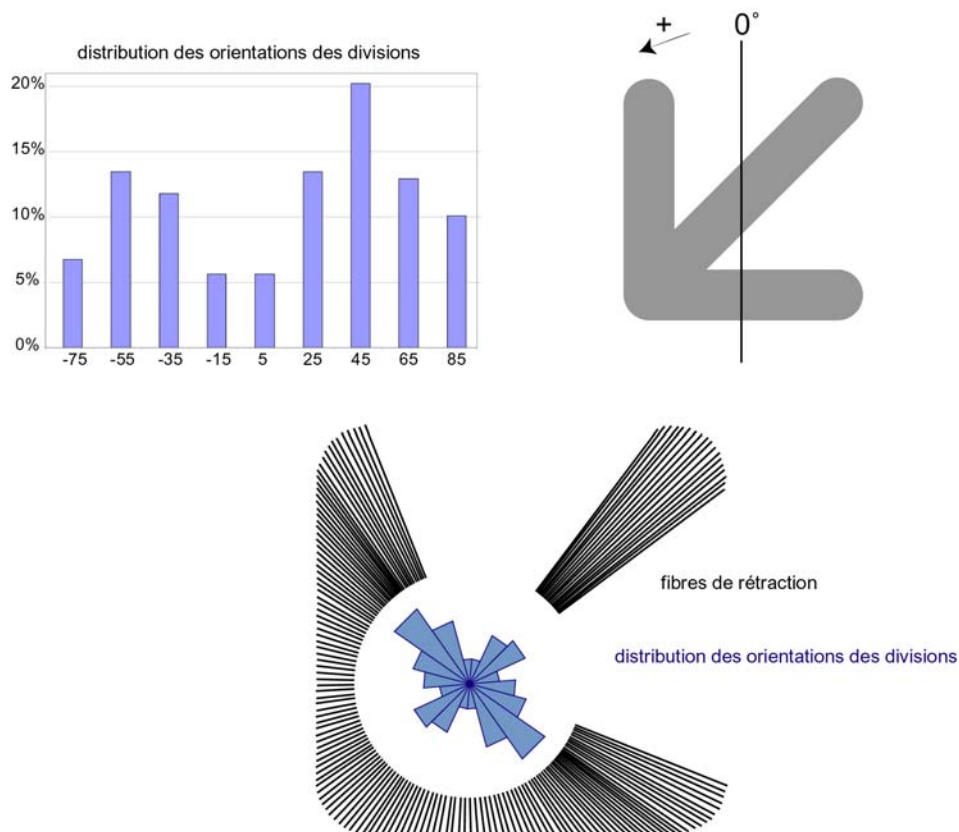 distribution des orientations des divisions
20%
15%
10%
5%
0%
-75 -55 -35 -15 5 25 45 65 85
+ 0°
fibres de rétraction
distribution des orientations des divisions